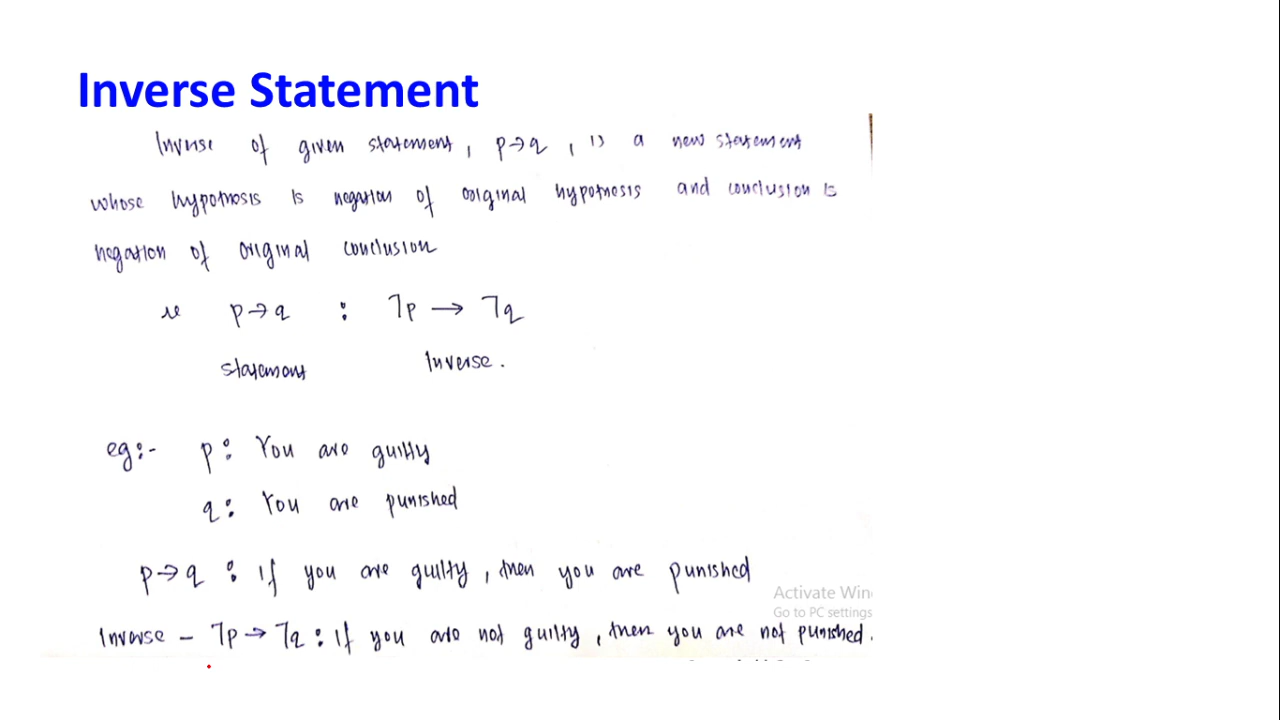 Inverse Statement
Inverse of given statement, p→q, is a new statement
whose hypothesis is negation of original hypothesis and conclusion is
negation of original conclusion
ie p→q : ¬p → ¬q
statement Inverse.
eg:- p: You are guilty
q: You are punished
p→q : if you are guilty, then you are punished
Activate Win
Go to PC settings
Inverse - ¬p→¬q : if you are not guilty, then you are not punished.